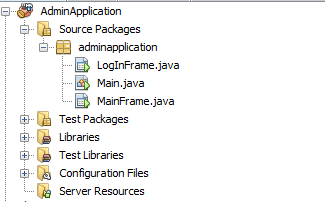 AdminApplication
Source Packages
adminapplication
LogInFrame.java
Main.java
MainFrame.java
Test Packages
Libraries
Test Libraries
Configuration Files
Server Resources